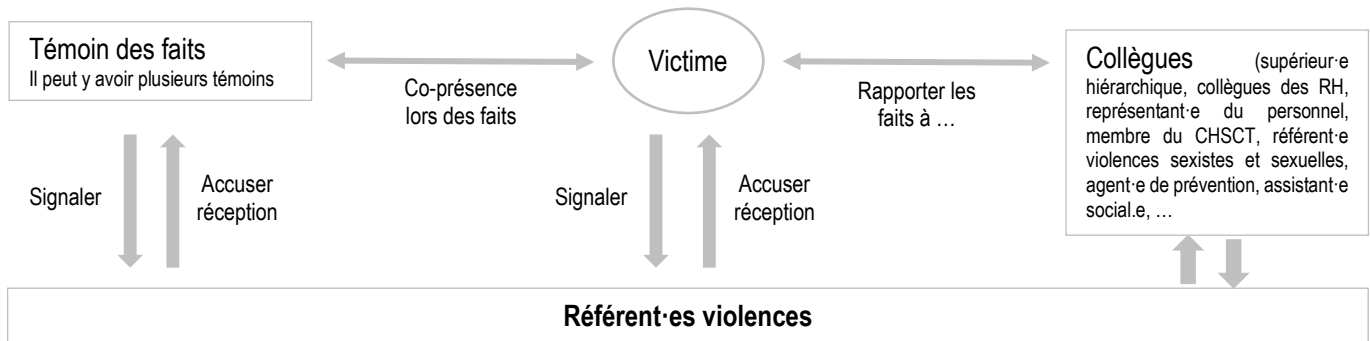 Témoin des faits
Il peut y avoir plusieurs témoins
Co-présence
lors des faits
Victime
Rapporter les
faits à …
Collègues (supérieur·e
hiérarchique, collègues des RH,
représentant·e du personnel,
membre du CHSCT, référent·e
violences sexistes et sexuelles,
agent·e de prévention, assistant·e
social.e, …
Signaler
Accuser
réception
Signaler
Accuser
réception
Référent·es violences